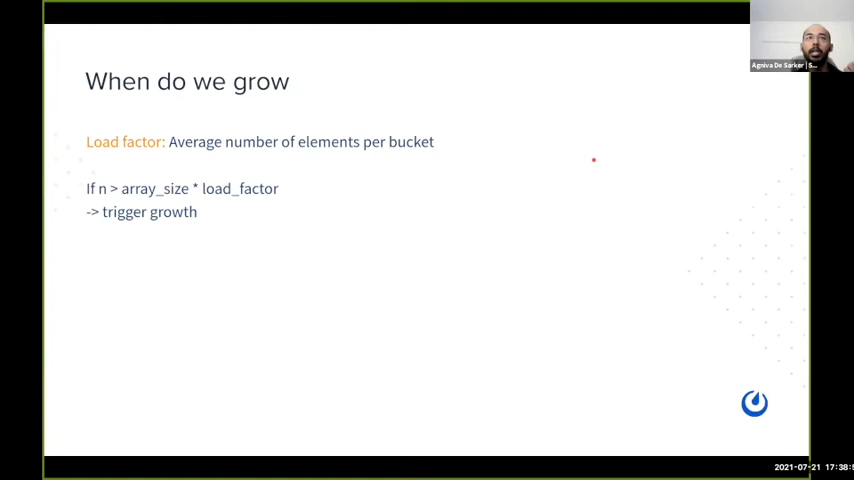 When do we grow
Load factor: Average number of elements per bucket
If n > array_size * load_factor
-> trigger growth
Agniva De Sarker | S...
2021-07-21 17:38:5